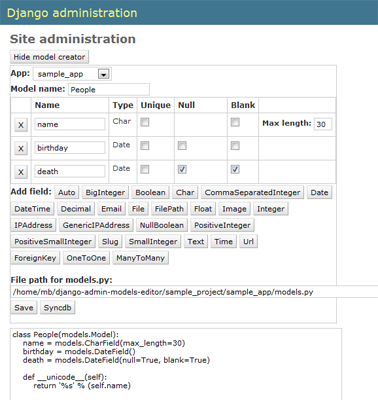 Django administration
Site administration
Hide model creator
App: sample_app
Model name: People
Name Type Unique Null Blank
X name Char Max length: 30
X birthday Date
X death Date
Add field: Auto BigInteger Boolean Char CommaSeparatedInteger Date
DateTime Decimal Email File FilePath Float Image Integer
IPAddress GenericIPAddress NullBoolean PositiveInteger
PositiveSmallInteger Slug SmallInteger Text Time Url
ForeignKey OneToOne ManyToMany
File path for models.py:
/home/mb/django-admin-models-editor/sample_project/sample_app/models.py
Save Syncdb
class People(models.Model):
    name = models.CharField(max_length=30)
    birthday = models.DateField()
    death = models.DateField(null=True, blank=True)
    def __unicode__(self):
        return '%s' % (self.name)